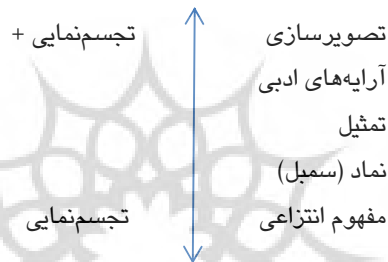 تصویرسازی تجسم‌نمایی +
آرایه‌های ادبی
تمثیل
نماد (سمبل)
مفهوم انتزاعی تجسم‌نمایی